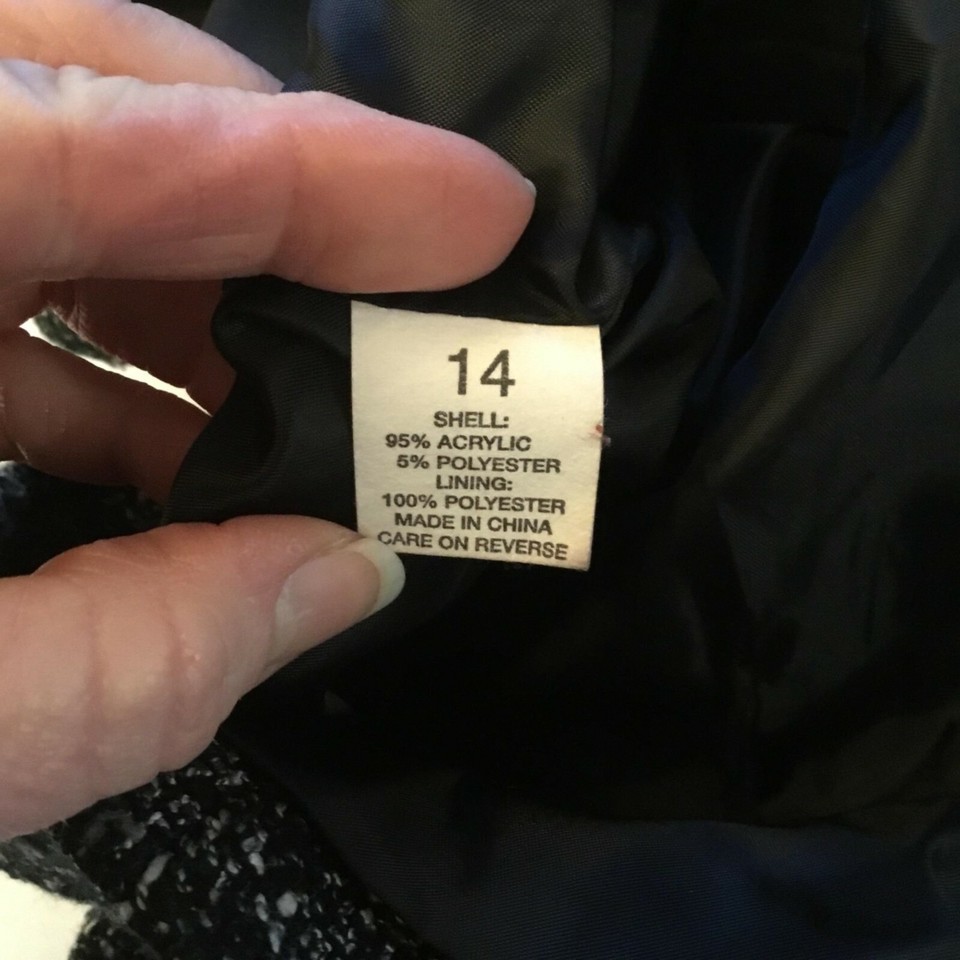 14
SHELL:
95% ACRYLIC
5% POLYESTER
LINING:
100% POLYESTER
MADE IN CHINA
CARE ON REVERSE